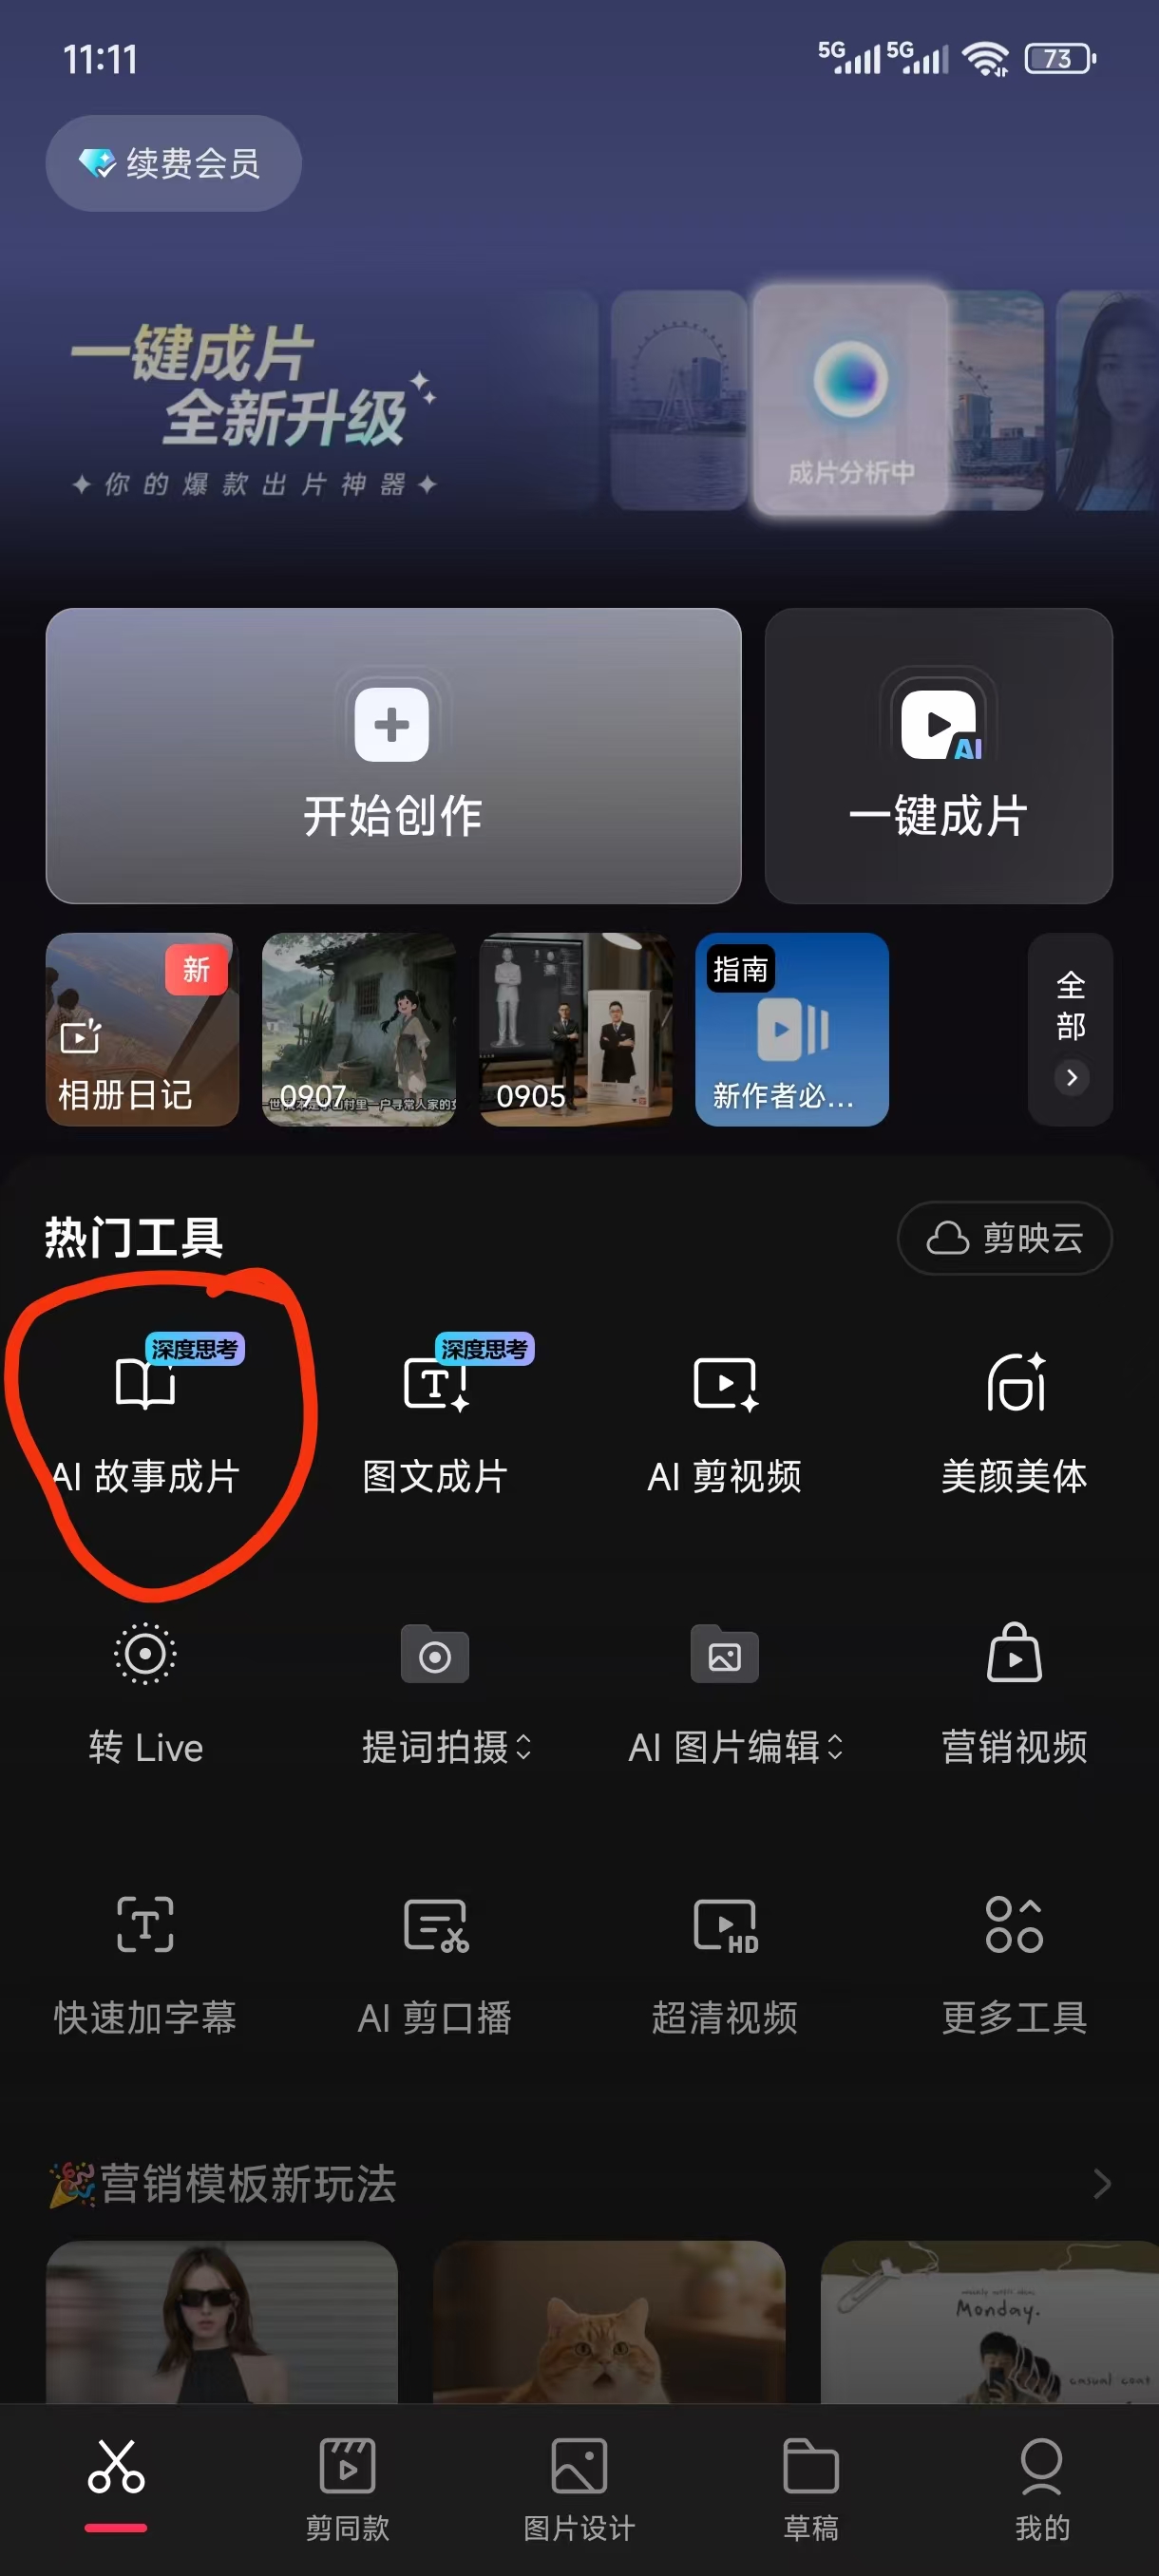 11:11
5G 5G 73
续费会员
一键成片
全新升级
你的爆款出片神器
成片分析中
开始创作
AI
一键成片
新
相册日记
0907
0905
指南
新作者必...
全部
热门工具
剪映云
深度思考
AI 故事成片
深度思考
图文成片
AI 剪视频
美颜美体
转 Live
提词拍摄
AI 图片编辑
营销视频
快速加字幕
AI 剪口播
HD
超清视频
更多工具
营销模板新玩法
Monday.
casual coat
剪同款
图片设计
草稿
我的